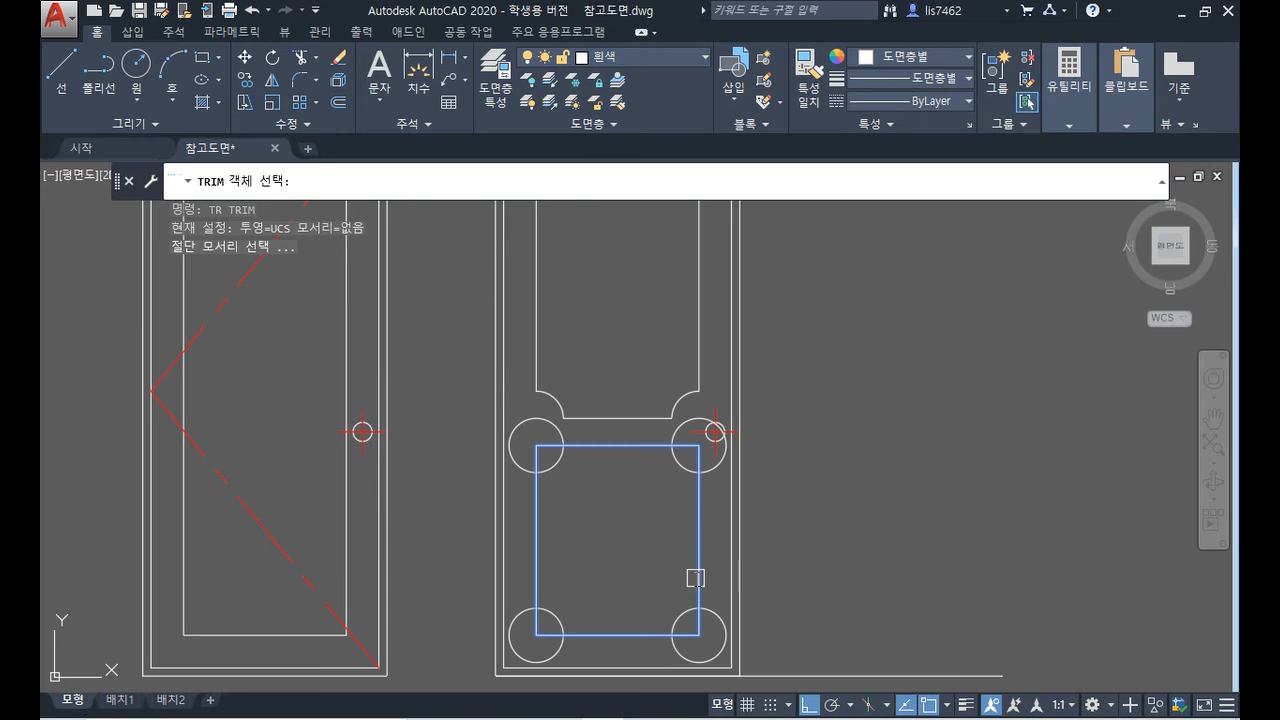 Autodesk AutoCAD 2020 - 학생용 버전 참고도면.dwg
키워드 또는 구절 입력
lis7462
홈 삽입 주석 파라메트릭 뷰 관리 출력 애드인 공동 작업 주요 응용프로그램
흰색
도면층별
도면층별
ByLayer
선 폴리선 원 호
문자 치수
도면층
특성
삽입
특성
일치
그룹 유틸리티 클립보드 기준
그리기 수정 주석 도면층 블록 특성 그룹 뷰
시작 참고도면*
[−][평면도]
TRIM 객체 선택:
명령: TR TRIM
현재 설정: 투영=UCS 모서리=없음
절단 모서리 선택 ...
북
서 평면도 동
남
WCS
Y
X
모형 배치1 배치2 +
모형 1:1